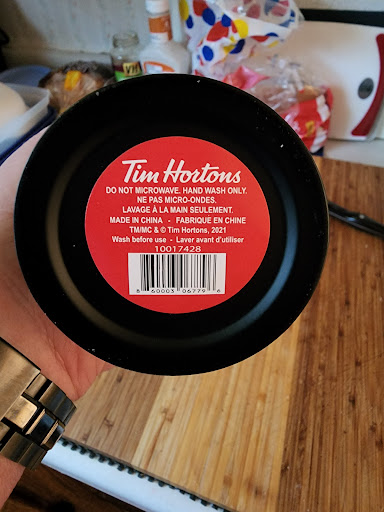 Tim Hortons
DO NOT MICROWAVE. HAND WASH ONLY.
NE PAS MICRO-ONDES.
LAVAGE À LA MAIN SEULEMENT.
MADE IN CHINA - FABRIQUE EN CHINE
TM/MC & © Tim Hortons, 2021
Wash before use - Laver avant d'utiliser
10017428
8 60003 06779 6